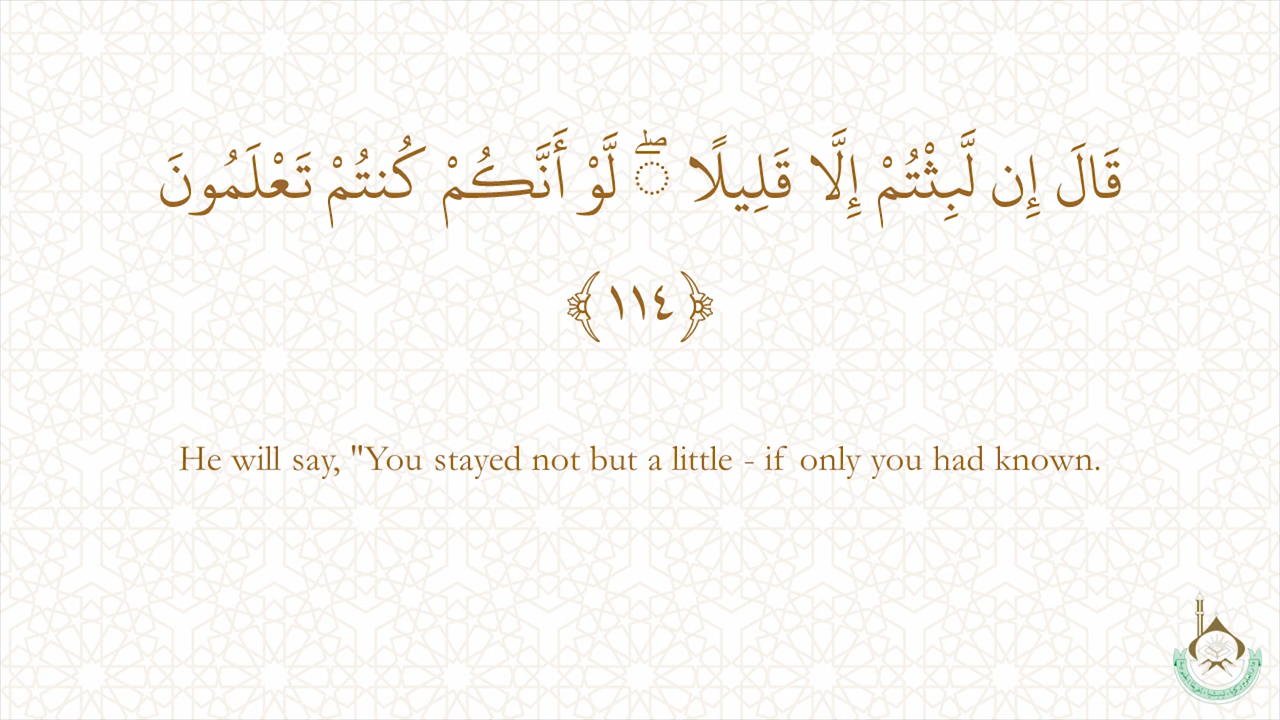 قَالَ إِن لَّبِثْتُمْ إِلَّا قَلِيلًا ۖ لَّوْ أَنَّكُمْ كُنتُمْ تَعْلَمُونَ
﴿١١٤﴾
He will say, "You stayed not but a little - if only you had known.